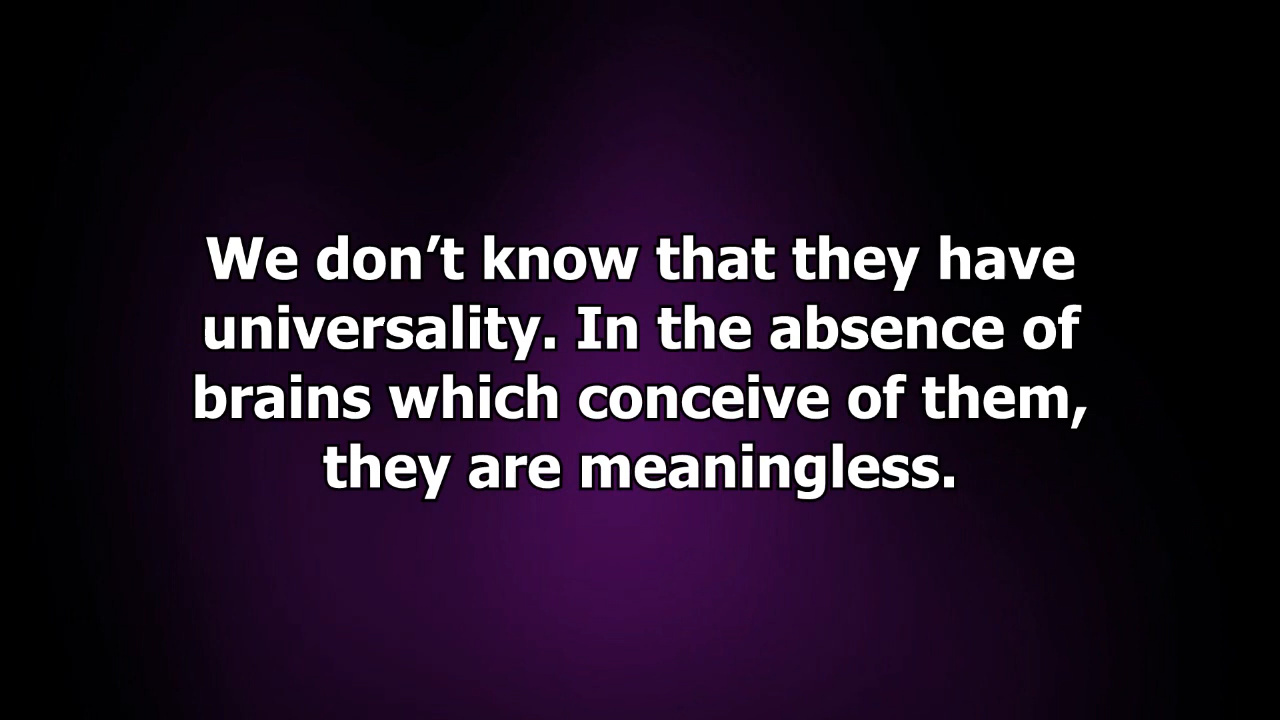 We don’t know that they have
universality. In the absence of
brains which conceive of them,
they are meaningless.